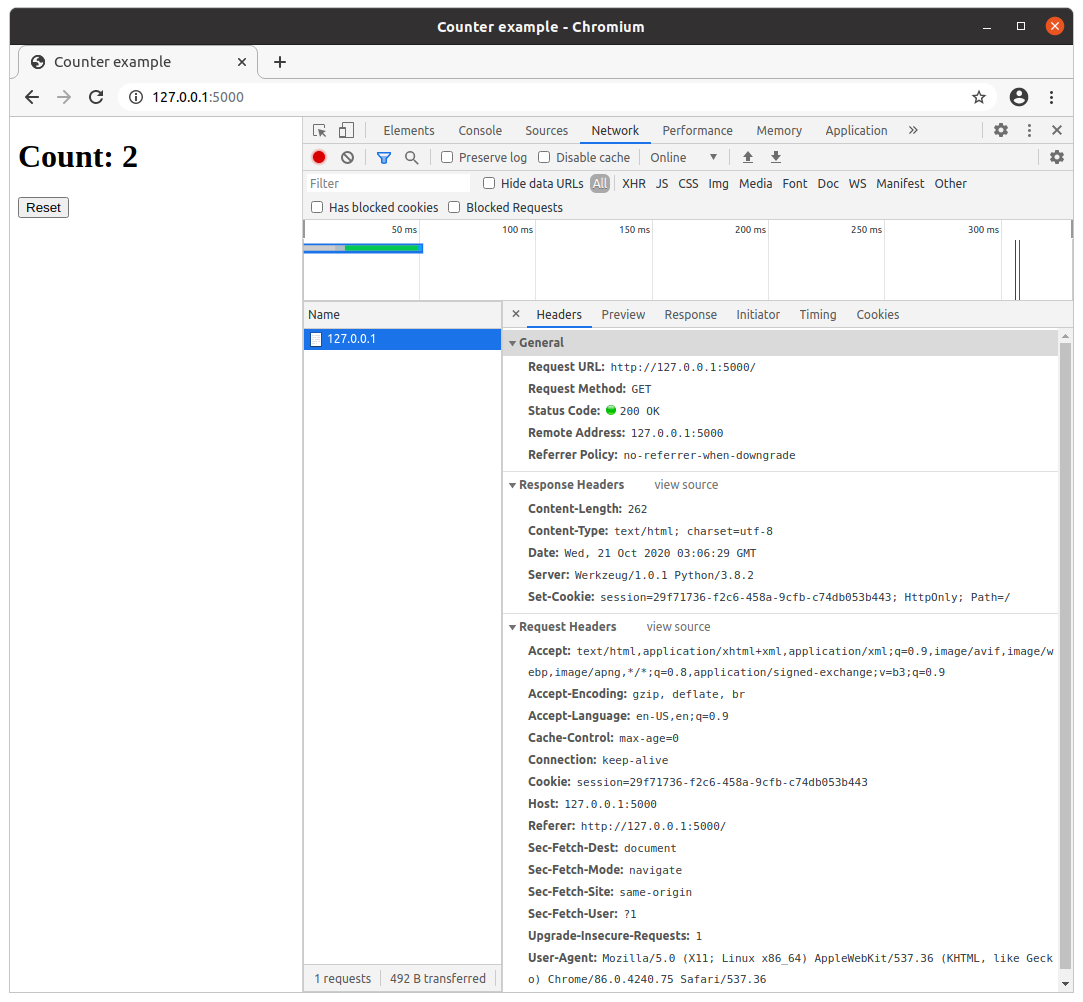 Counter example - Chromium
Counter example
127.0.0.1:5000
Count: 2
Reset
Elements Console Sources Network Performance Memory Application »
Preserve log Disable cache Online
Filter Hide data URLs All XHR JS CSS Img Media Font Doc WS Manifest Other
Has blocked cookies Blocked Requests
50 ms 100 ms 150 ms 200 ms 250 ms 300 ms
Name
127.0.0.1
1 requests 492 B transferred
Headers Preview Response Initiator Timing Cookies
General
Request URL: http://127.0.0.1:5000/
Request Method: GET
Status Code: 200 OK
Remote Address: 127.0.0.1:5000
Referrer Policy: no-referrer-when-downgrade
Response Headers view source
Content-Length: 262
Content-Type: text/html; charset=utf-8
Date: Wed, 21 Oct 2020 03:06:29 GMT
Server: Werkzeug/1.0.1 Python/3.8.2
Set-Cookie: session=29f71736-f2c6-458a-9cfb-c74db053b443; HttpOnly; Path=/
Request Headers view source
Accept: text/html,application/xhtml+xml,application/xml;q=0.9,image/avif,image/w
ebp,image/apng,*/*;q=0.8,application/signed-exchange;v=b3;q=0.9
Accept-Encoding: gzip, deflate, br
Accept-Language: en-US,en;q=0.9
Cache-Control: max-age=0
Connection: keep-alive
Cookie: session=29f71736-f2c6-458a-9cfb-c74db053b443
Host: 127.0.0.1:5000
Referer: http://127.0.0.1:5000/
Sec-Fetch-Dest: document
Sec-Fetch-Mode: navigate
Sec-Fetch-Site: same-origin
Sec-Fetch-User: ?1
Upgrade-Insecure-Requests: 1
User-Agent: Mozilla/5.0 (X11; Linux x86_64) AppleWebKit/537.36 (KHTML, like Geck
o) Chrome/86.0.4240.75 Safari/537.36